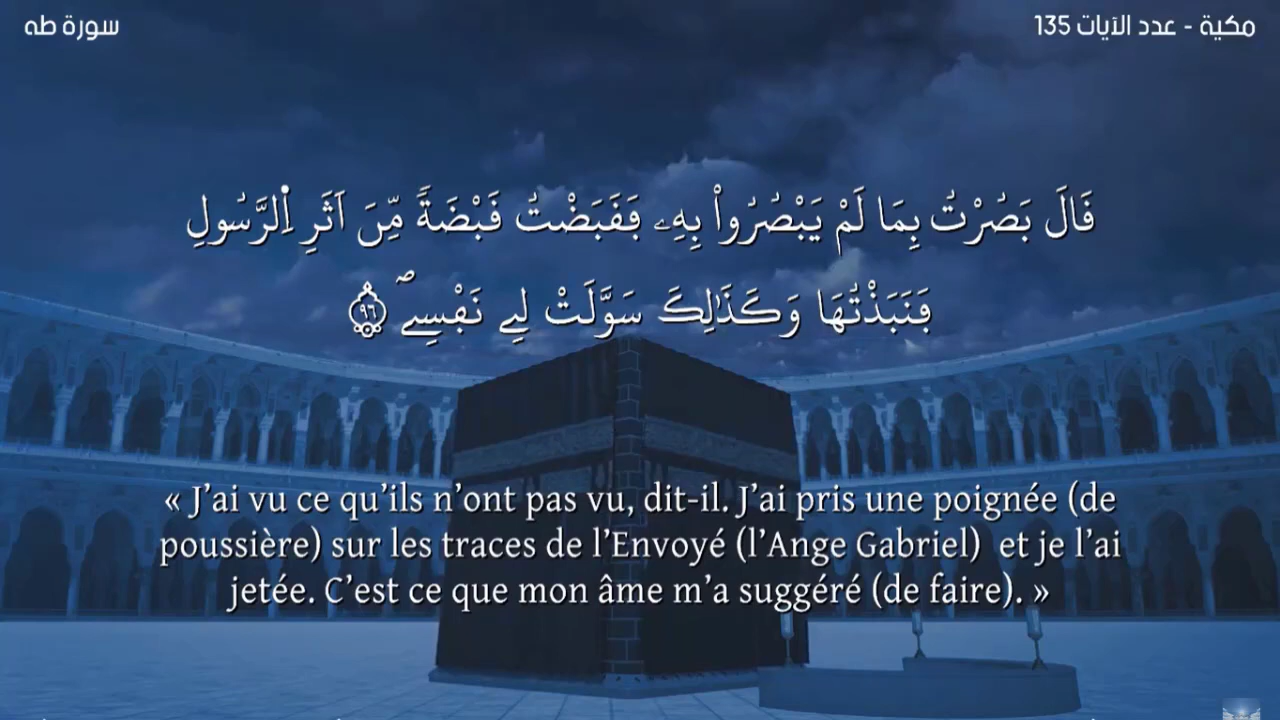 سورة طه
مكية - عدد الآيات 135
قَالَ بَصُرْتُ بِمَا لَمْ يَبْصُرُواْ بِهِۦ فَقَبَضْتُ قَبْضَةً مِّنَ اَثَرِ اِ۬لرَّسُولِ
فَنَبَذْتُهَا وَكَذَٰلِكَ سَوَّلَتْ لِے نَفْسِےۖ ٩٦
« J’ai vu ce qu’ils n’ont pas vu, dit-il. J’ai pris une poignée (de
poussière) sur les traces de l’Envoyé (l’Ange Gabriel)  et je l’ai
jetée. C’est ce que mon âme m’a suggéré (de faire). »